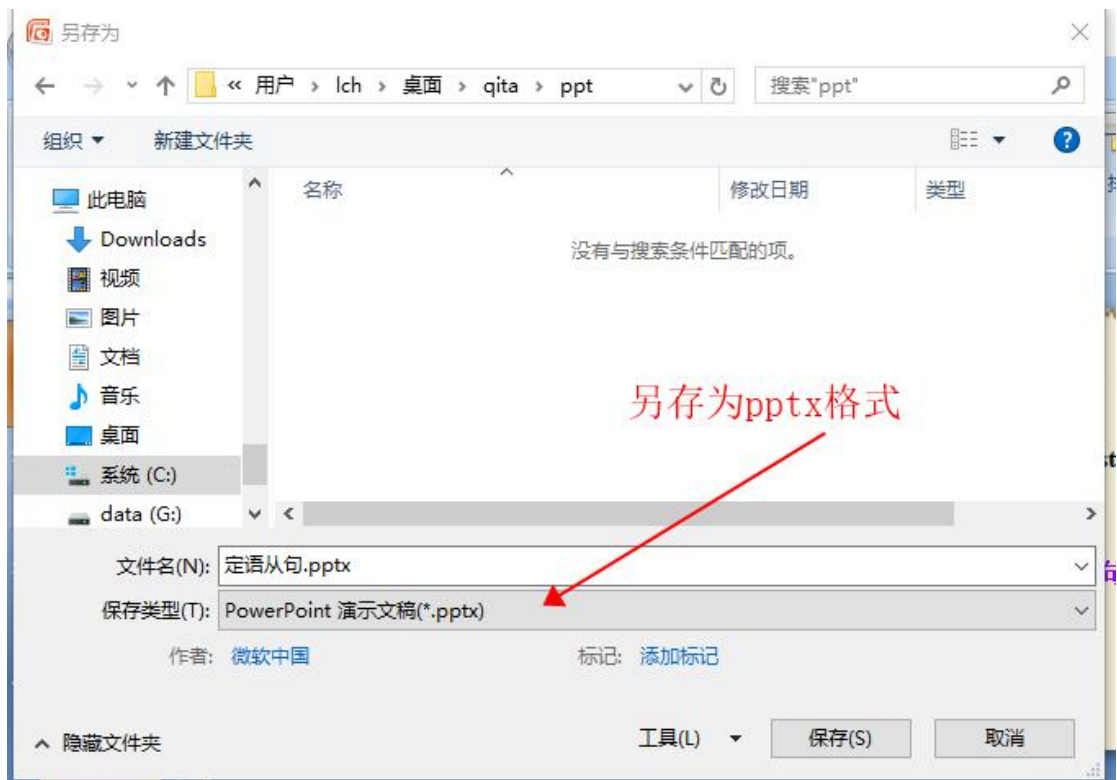 另存为
« 用户 › lch › 桌面 › qita › ppt
搜索"ppt"
组织
新建文件夹
名称
修改日期
类型
没有与搜索条件匹配的项。
此电脑
Downloads
视频
图片
文档
音乐
桌面
系统 (C:)
data (G:)
另存为pptx格式
文件名(N): 定语从句.pptx
保存类型(T): PowerPoint 演示文稿(*.pptx)
作者: 微软中国
标记: 添加标记
隐藏文件夹
工具(L)
保存(S)
取消